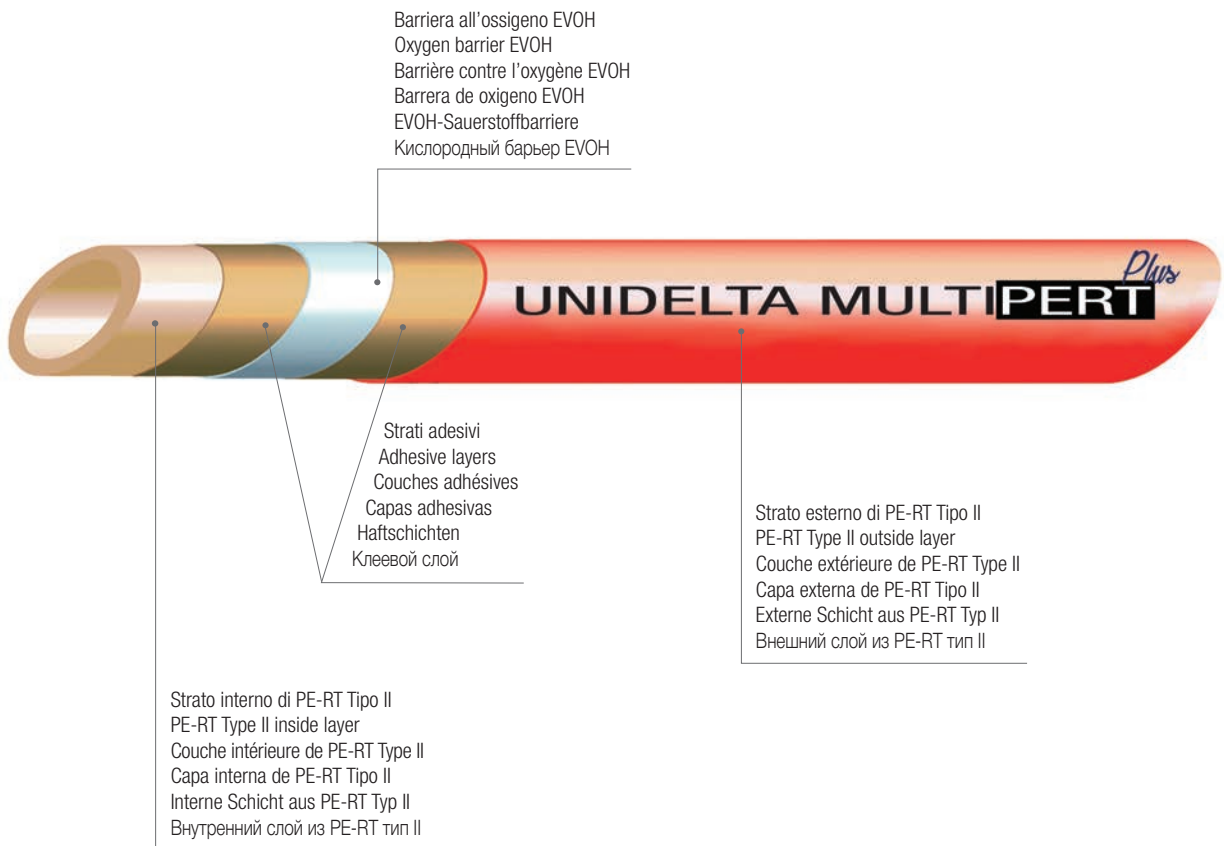 Barriera all'ossigeno EVOH
Oxygen barrier EVOH
Barrière contre l'oxygène EVOH
Barrera de oxigeno EVOH
EVOH-Sauerstoffbarriere
Кислородный барьер EVOH
UNIDELTA MULTIPERT Plus
Strati adesivi
Adhesive layers
Couches adhésives
Capas adhesivas
Haftschichten
Клеевой слой
Strato esterno di PE-RT Tipo II
PE-RT Type II outside layer
Couche extérieure de PE-RT Type II
Capa externa de PE-RT Tipo II
Externe Schicht aus PE-RT Typ II
Внешний слой из PE-RT тип II
Strato interno di PE-RT Tipo II
PE-RT Type II inside layer
Couche intérieure de PE-RT Type II
Capa interna de PE-RT Tipo II
Interne Schicht aus PE-RT Typ II
Внутренний слой из PE-RT тип II